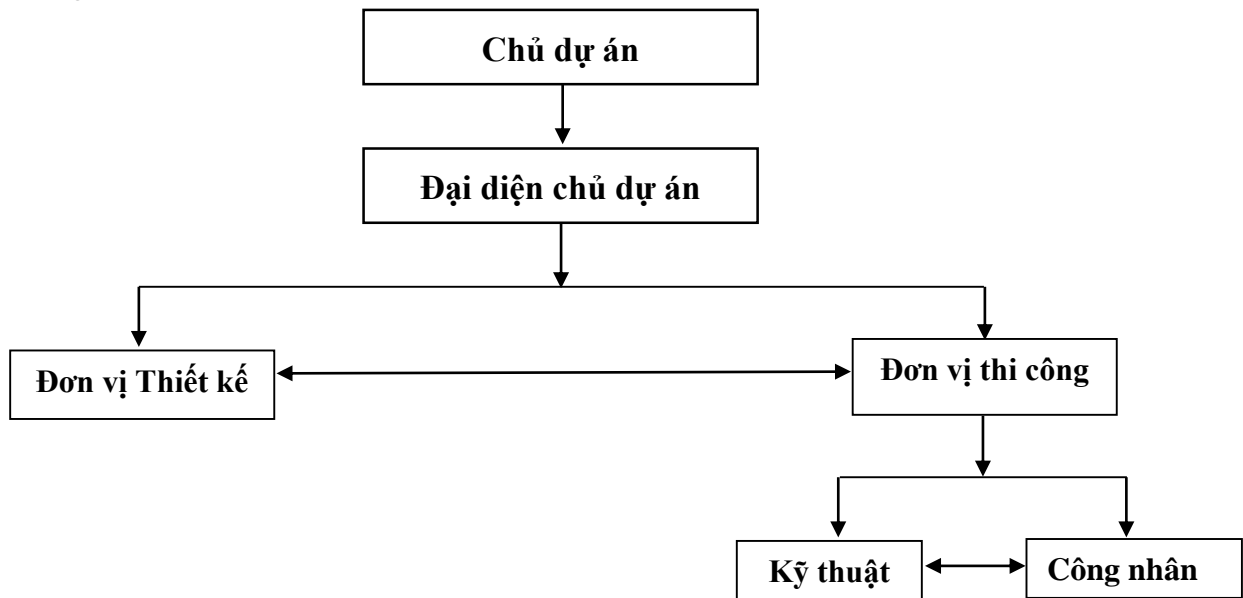 Chủ dự án
Đại diện chủ dự án
Đơn vị Thiết kế
Đơn vị thi công
Kỹ thuật
Công nhân